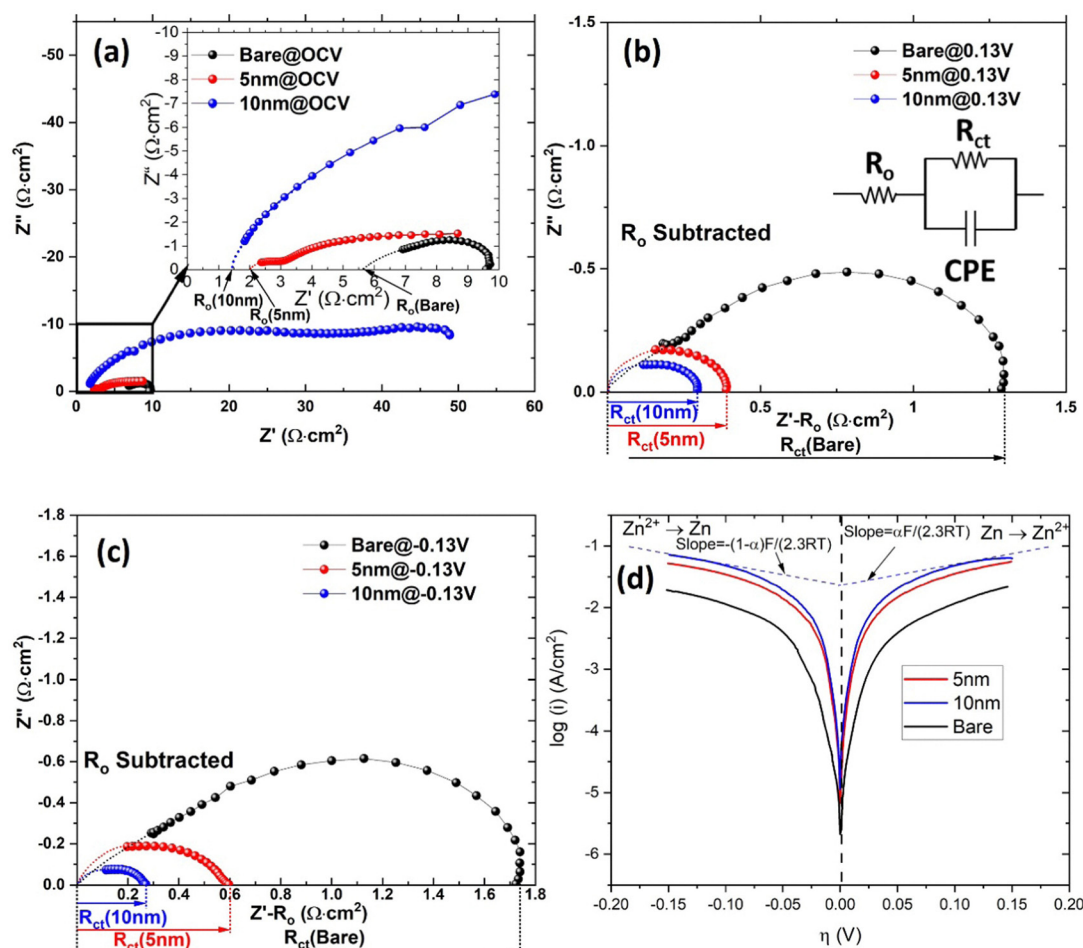 (a)
Bare@OCV
5nm@OCV
10nm@OCV
-10
-9
-8
-7
-6
-5
-4
-3
-2
-1
0
Z“ (Ω·cm²)
0 1 2 3 4 5 6 7 8 9 10
Z' (Ω·cm²)
Rₒ(10nm)
Rₒ(5nm)
Rₒ(Bare)
-50
-40
-30
-20
-10
0
Z" (Ω·cm²)
0 10 20 30 40 50 60
Z' (Ω·cm²)
(b)
Bare@0.13V
5nm@0.13V
10nm@0.13V
Rct
Rₒ
CPE
Rₒ Subtracted
-1.5
-1.0
-0.5
0.0
Z" (Ω·cm²)
0.5 1.0 1.5
Z'-Rₒ (Ω·cm²)
Rct(10nm)
Rct(5nm)
Rct(Bare)
(c)
Bare@-0.13V
5nm@-0.13V
10nm@-0.13V
Rₒ Subtracted
-1.8
-1.6
-1.4
-1.2
-1.0
-0.8
-0.6
-0.4
-0.2
0.0
Z" (Ω·cm²)
0.2 0.4 0.6 0.8 1.0 1.2 1.4 1.6 1.8
Z'-Rₒ (Ω·cm²)
Rct(10nm)
Rct(5nm)
Rct(Bare)
(d)
Zn²⁺ → Zn
Slope=-(1-α)F/(2.3RT)
Slope=αF/(2.3RT)
Zn → Zn²⁺
5nm
10nm
Bare
-1
-2
-3
-4
-5
-6
log (i) (A/cm²)
-0.20 -0.15 -0.10 -0.05 0.00 0.05 0.10 0.15 0.20
η (V)